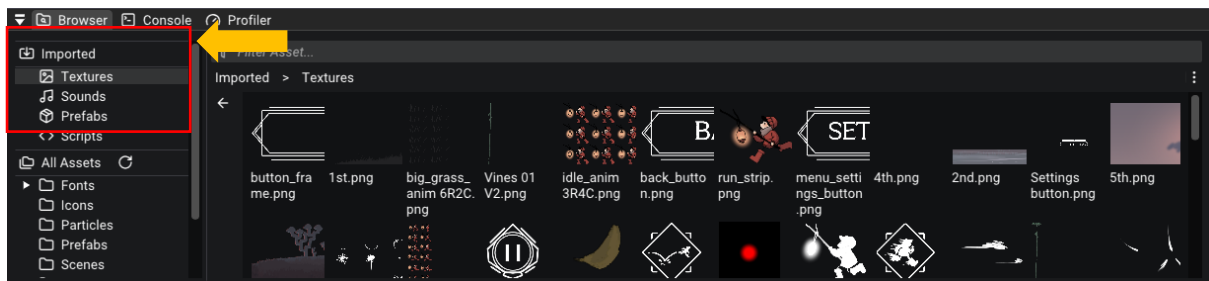 Browser Console Profiler
Imported
Textures
Sounds
Prefabs
Scripts
All Assets
Fonts
Icons
Particles
Prefabs
Scenes
Filter Asset...
Imported > Textures
BA
SET
button_fra
me.png
1st.png
big_grass_
anim 6R2C.
png
Vines 01
V2.png
idle_anim
3R4C.png
back_butto
n.png
run_strip.
png
menu_setti
ngs_button
.png
4th.png
2nd.png
Settings
button.png
5th.png